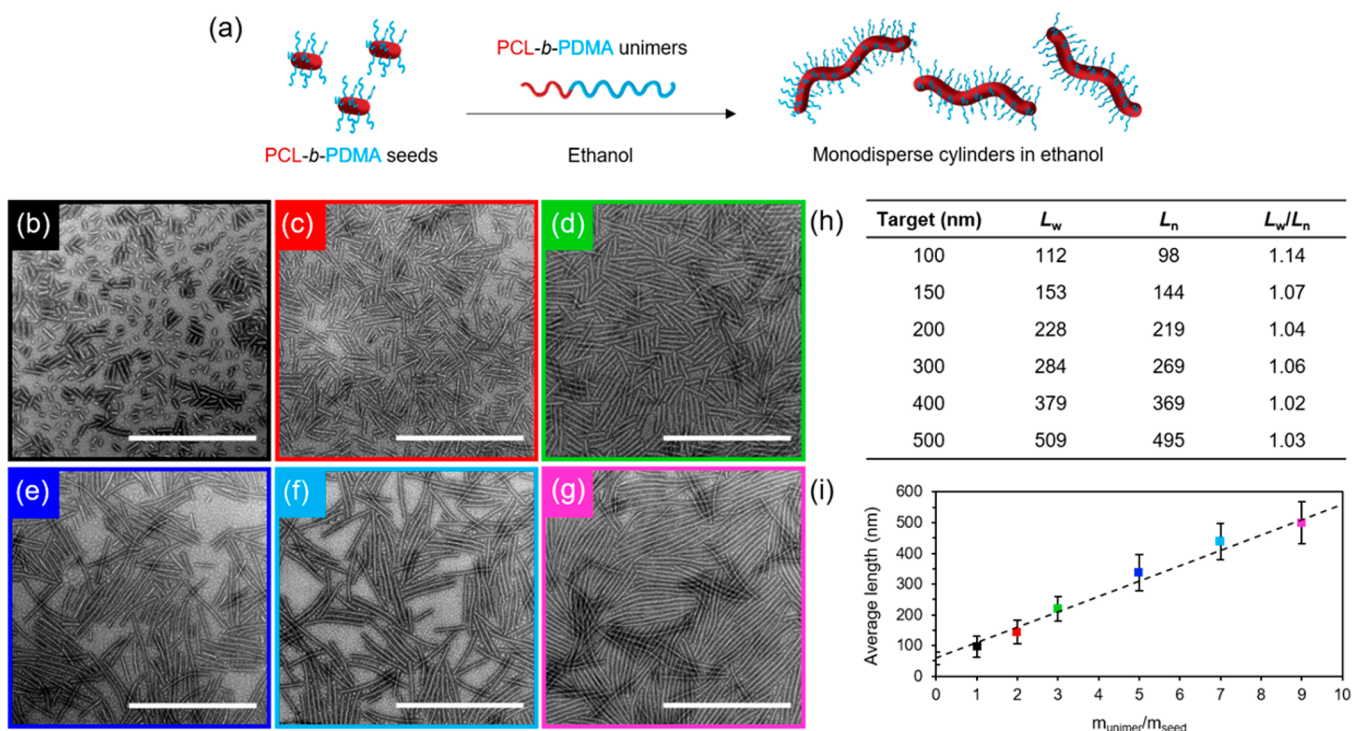 (a)
PCL-b-PDMA unimers
PCL-b-PDMA seeds
Ethanol
Monodisperse cylinders in ethanol
(b)
(c)
(d)
(e)
(f)
(g)
(h)
Target (nm) Lw Ln Lw/Ln
100 112 98 1.14
150 153 144 1.07
200 228 219 1.04
300 284 269 1.06
400 379 369 1.02
500 509 495 1.03
(i)
Average length (nm)
600
500
400
300
200
100
0
0 1 2 3 4 5 6 7 8 9 10
munimer/mseed